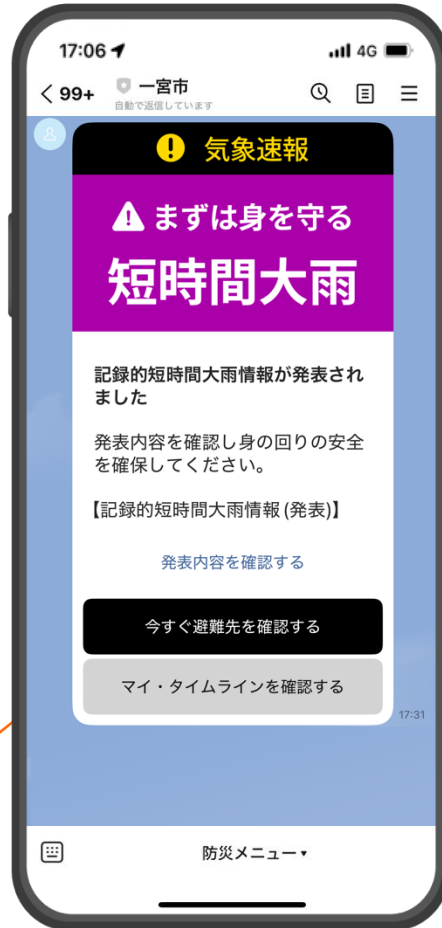 17:06
4G
99+
一宮市
自動で返信しています
気象速報
まずは身を守る
短時間大雨
記録的短時間大雨情報が発表され
ました
発表内容を確認し身の回りの安全
を確保してください。
【記録的短時間大雨情報(発表)】
発表内容を確認する
今すぐ避難先を確認する
マイ・タイムラインを確認する
17:31
防災メニュー▾